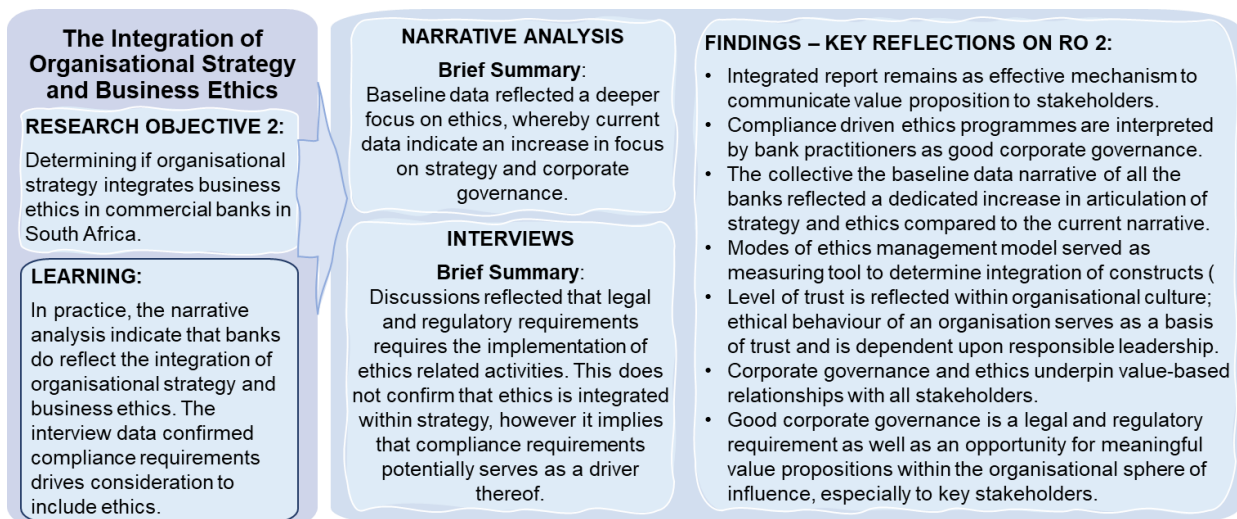 The Integration of
Organisational Strategy
and Business Ethics
RESEARCH OBJECTIVE 2:
Determining if organisational
strategy integrates business
ethics in commercial banks in
South Africa.
LEARNING:
In practice, the narrative
analysis indicate that banks
do reflect the integration of
organisational strategy and
business ethics. The
interview data confirmed
compliance requirements
drives consideration to
include ethics.
NARRATIVE ANALYSIS
Brief Summary:
Baseline data reflected a deeper
focus on ethics, whereby current
data indicate an increase in focus
on strategy and corporate
governance.
INTERVIEWS
Brief Summary:
Discussions reflected that legal
and regulatory requirements
requires the implementation of
ethics related activities. This does
not confirm that ethics is integrated
within strategy, however it implies
that compliance requirements
potentially serves as a driver
thereof.
FINDINGS – KEY REFLECTIONS ON RO 2:
• Integrated report remains as effective mechanism to
communicate value proposition to stakeholders.
• Compliance driven ethics programmes are interpreted
by bank practitioners as good corporate governance.
• The collective the baseline data narrative of all the
banks reflected a dedicated increase in articulation of
strategy and ethics compared to the current narrative.
• Modes of ethics management model served as
measuring tool to determine integration of constructs (
• Level of trust is reflected within organisational culture;
ethical behaviour of an organisation serves as a basis
of trust and is dependent upon responsible leadership.
• Corporate governance and ethics underpin value-based
relationships with all stakeholders.
• Good corporate governance is a legal and regulatory
requirement as well as an opportunity for meaningful
value propositions within the organisational sphere of
influence, especially to key stakeholders.